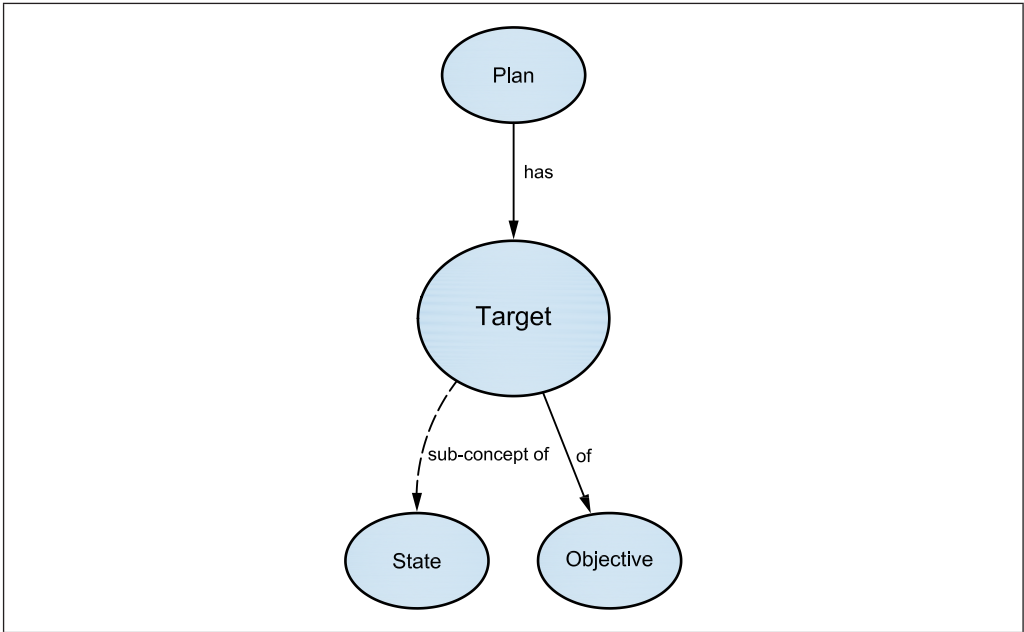 Plan
has
Target
sub-concept of
of
State
Objective